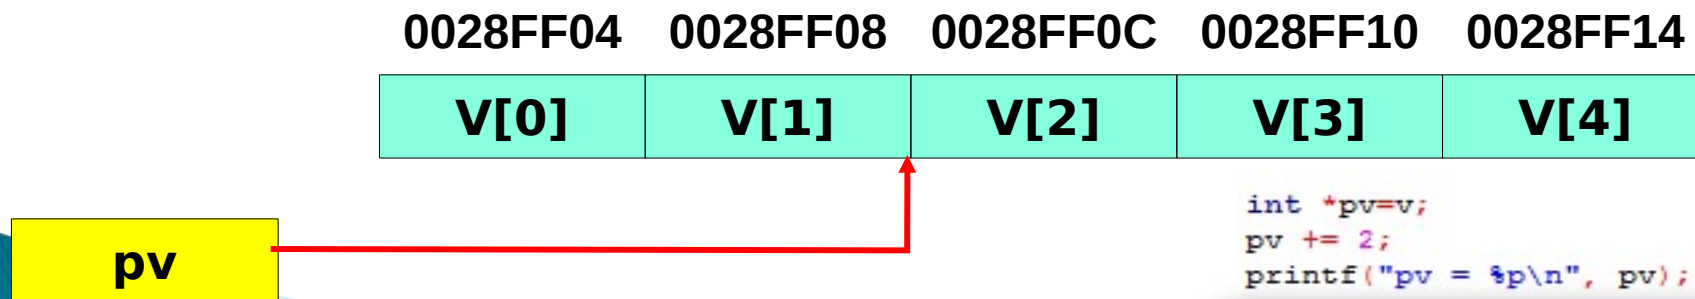 0028FF04 0028FF08 0028FF0C 0028FF10 0028FF14
V[0] V[1] V[2] V[3] V[4]
int *pv=v;
pv += 2;
printf("pv = %p\n", pv);
pv